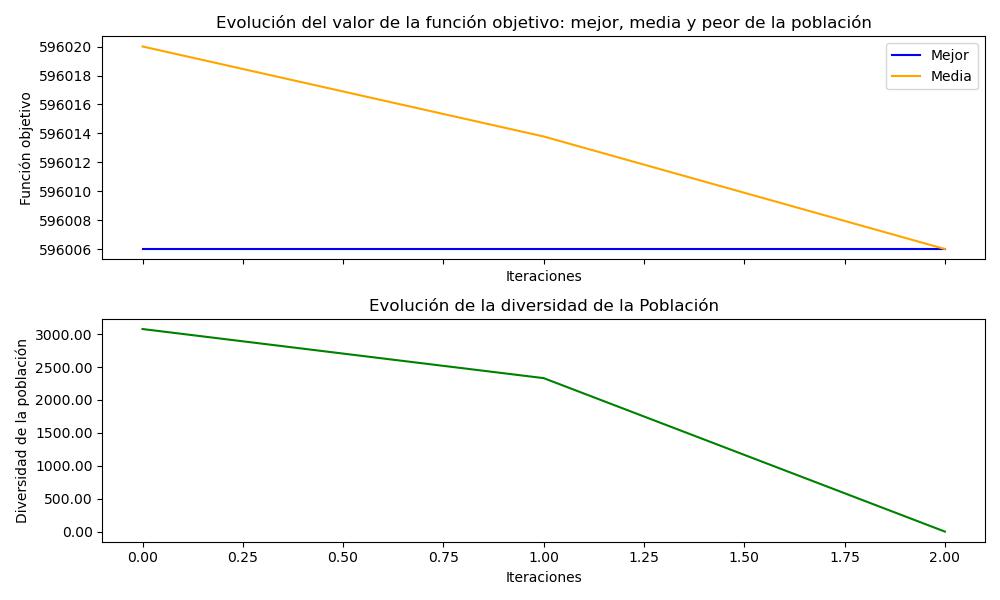 Evolución del valor de la función objetivo: mejor, media y peor de la población
Función objetivo
596020
596018
596016
596014
596012
596010
596008
596006
Mejor
Media
Iteraciones
Evolución de la diversidad de la Población
Diversidad de la población
3000.00
2500.00
2000.00
1500.00
1000.00
500.00
0.00
0.00 0.25 0.50 0.75 1.00 1.25 1.50 1.75 2.00
Iteraciones